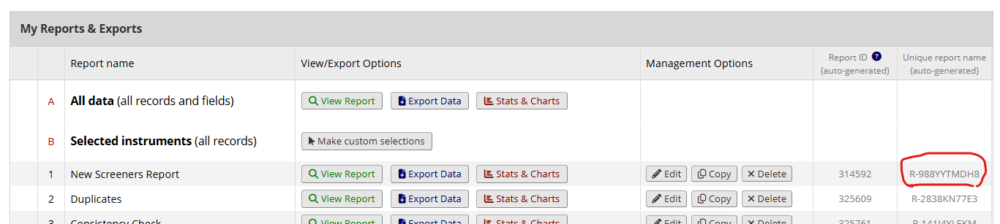 My Reports & Exports
Report name View/Export Options Management Options Report ID ? (auto-generated) Unique report name (auto-generated)
A All data (all records and fields) View Report Export Data Stats & Charts
B Selected instruments (all records) Make custom selections
1 New Screeners Report View Report Export Data Stats & Charts Edit Copy Delete 314592 R-988YYTMDH8
2 Duplicates View Report Export Data Stats & Charts Edit Copy Delete 325609 R-2838KN77E3
3 Consistency Check View Report Export Data Stats & Charts Edit Copy Delete 325761